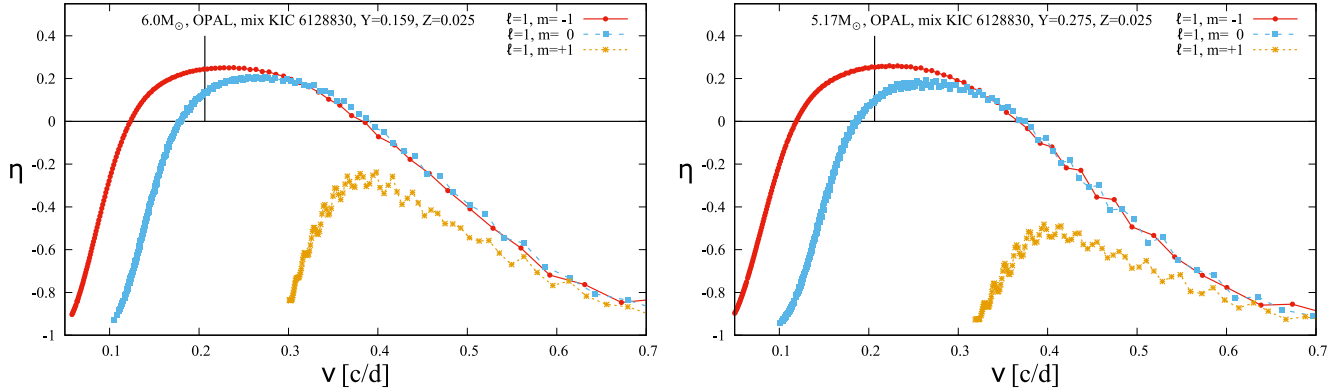 6.0M☉, OPAL, mix KIC 6128830, Y=0.159, Z=0.025
ℓ=1, m= -1
ℓ=1, m= 0
ℓ=1, m=+1
0.4
0.2
0
-0.2
-0.4
-0.6
-0.8
-1
η
0.1 0.2 0.3 0.4 0.5 0.6 0.7
ν [c/d]
5.17M☉, OPAL, mix KIC 6128830, Y=0.275, Z=0.025
ℓ=1, m= -1
ℓ=1, m= 0
ℓ=1, m=+1
0.4
0.2
0
-0.2
-0.4
-0.6
-0.8
-1
η
0.1 0.2 0.3 0.4 0.5 0.6 0.7
ν [c/d]